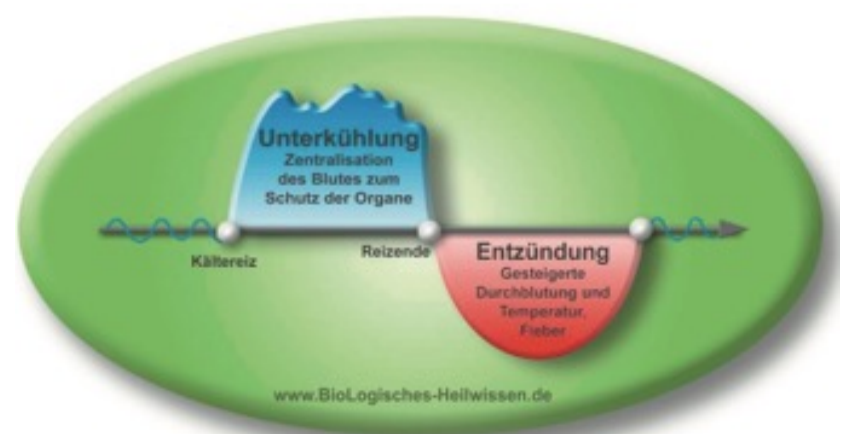 Unterkühlung
Zentralisation
des Blutes zum
Schutz der Organe
Kältereiz
Reizende
Entzündung
Gesteigerte
Durchblutung und
Temperatur,
Fieber
www.BioLogisches-Heilwissen.de